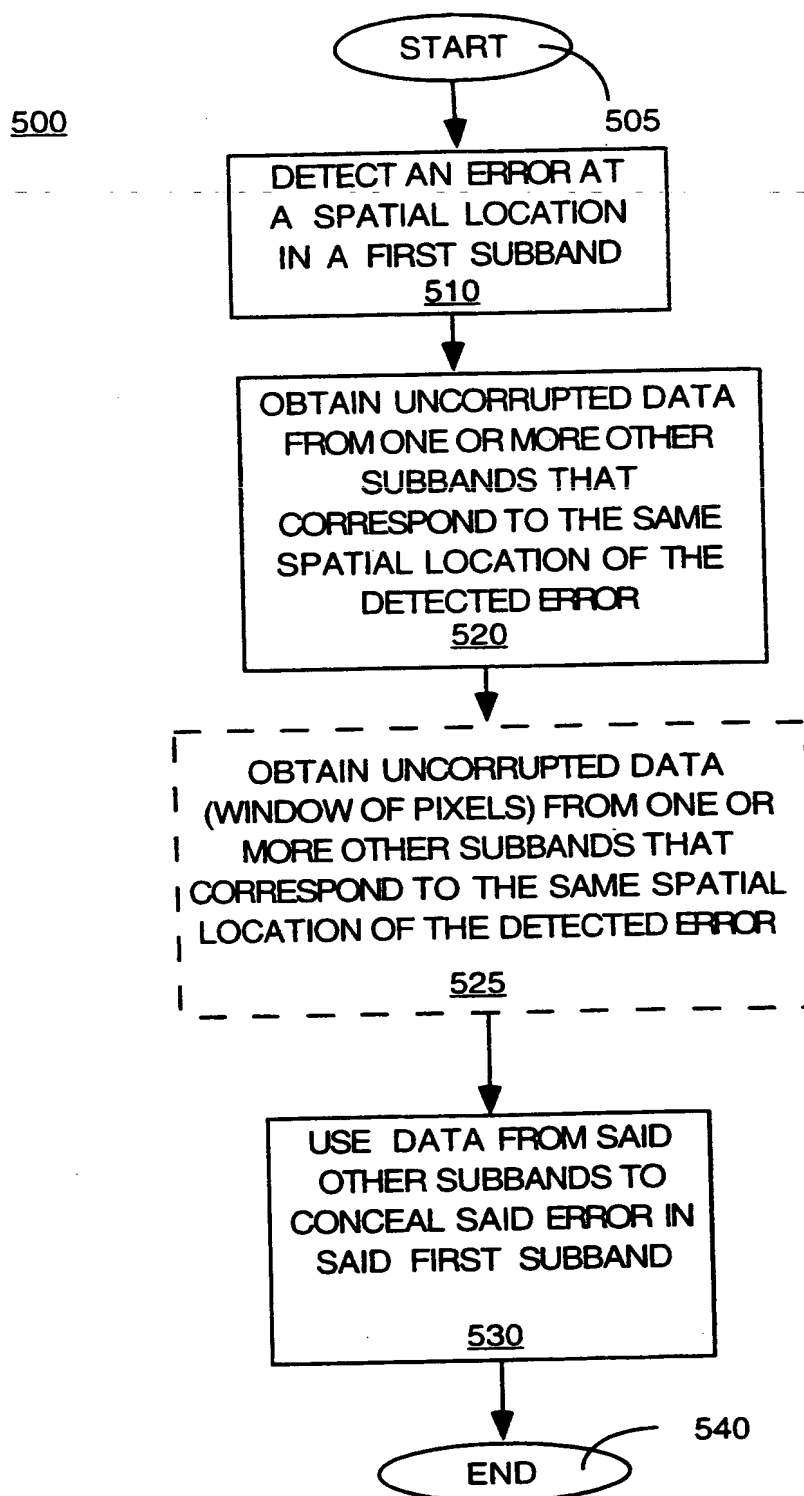 START
500
505
DETECT AN ERROR AT
A SPATIAL LOCATION
IN A FIRST SUBBAND
510
OBTAIN UNCORRUPTED DATA
FROM ONE OR MORE OTHER
SUBBANDS THAT
CORRESPOND TO THE SAME
SPATIAL LOCATION OF THE
DETECTED ERROR
520
OBTAIN UNCORRUPTED DATA
(WINDOW OF PIXELS) FROM ONE OR
MORE OTHER SUBBANDS THAT
CORRESPOND TO THE SAME SPATIAL
LOCATION OF THE DETECTED ERROR
525
USE DATA FROM SAID
OTHER SUBBANDS TO
CONCEAL SAID ERROR IN
SAID FIRST SUBBAND
530
540
END